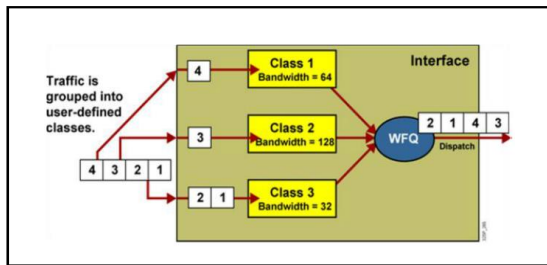 Traffic is
grouped into
user-defined
classes.
4 3 2 1
4
3
2 1
Class 1
Bandwidth = 64
Class 2
Bandwidth = 128
Class 3
Bandwidth = 32
Interface
WFQ
2 1 4 3
Dispatch